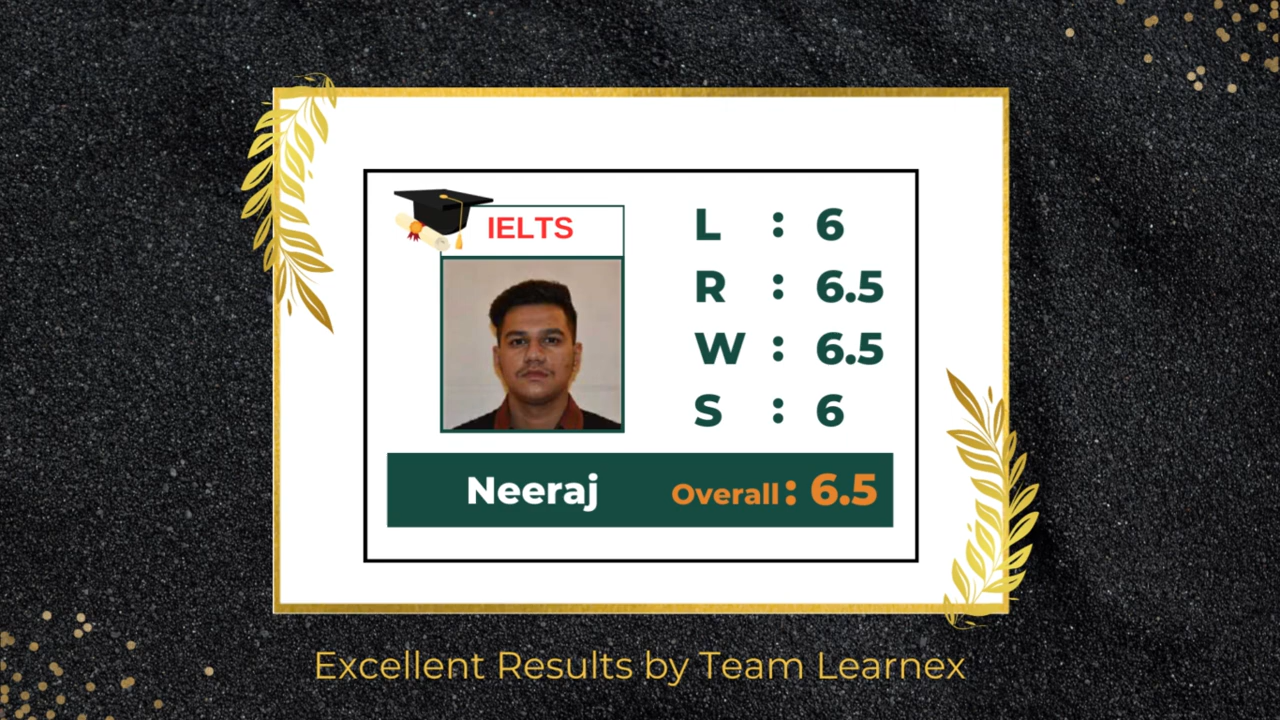 IELTS
L : 6
R : 6.5
W : 6.5
S : 6
Neeraj Overall : 6.5
Excellent Results by Team Learnex